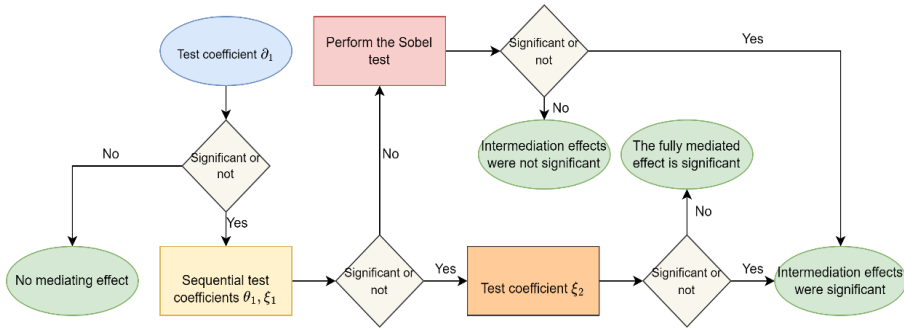 Test coefficient ∂₁
Significant or
not
No
Yes
No mediating effect
Sequential test
coefficients θ₁, ξ₁
Significant or
not
No
Perform the Sobel
test
Significant or
not
Yes
No
Intermediation effects
were not significant
Yes
Test coefficient ξ₂
Significant or
not
No
The fully mediated
effect is significant
Yes
Intermediation effects
were significant